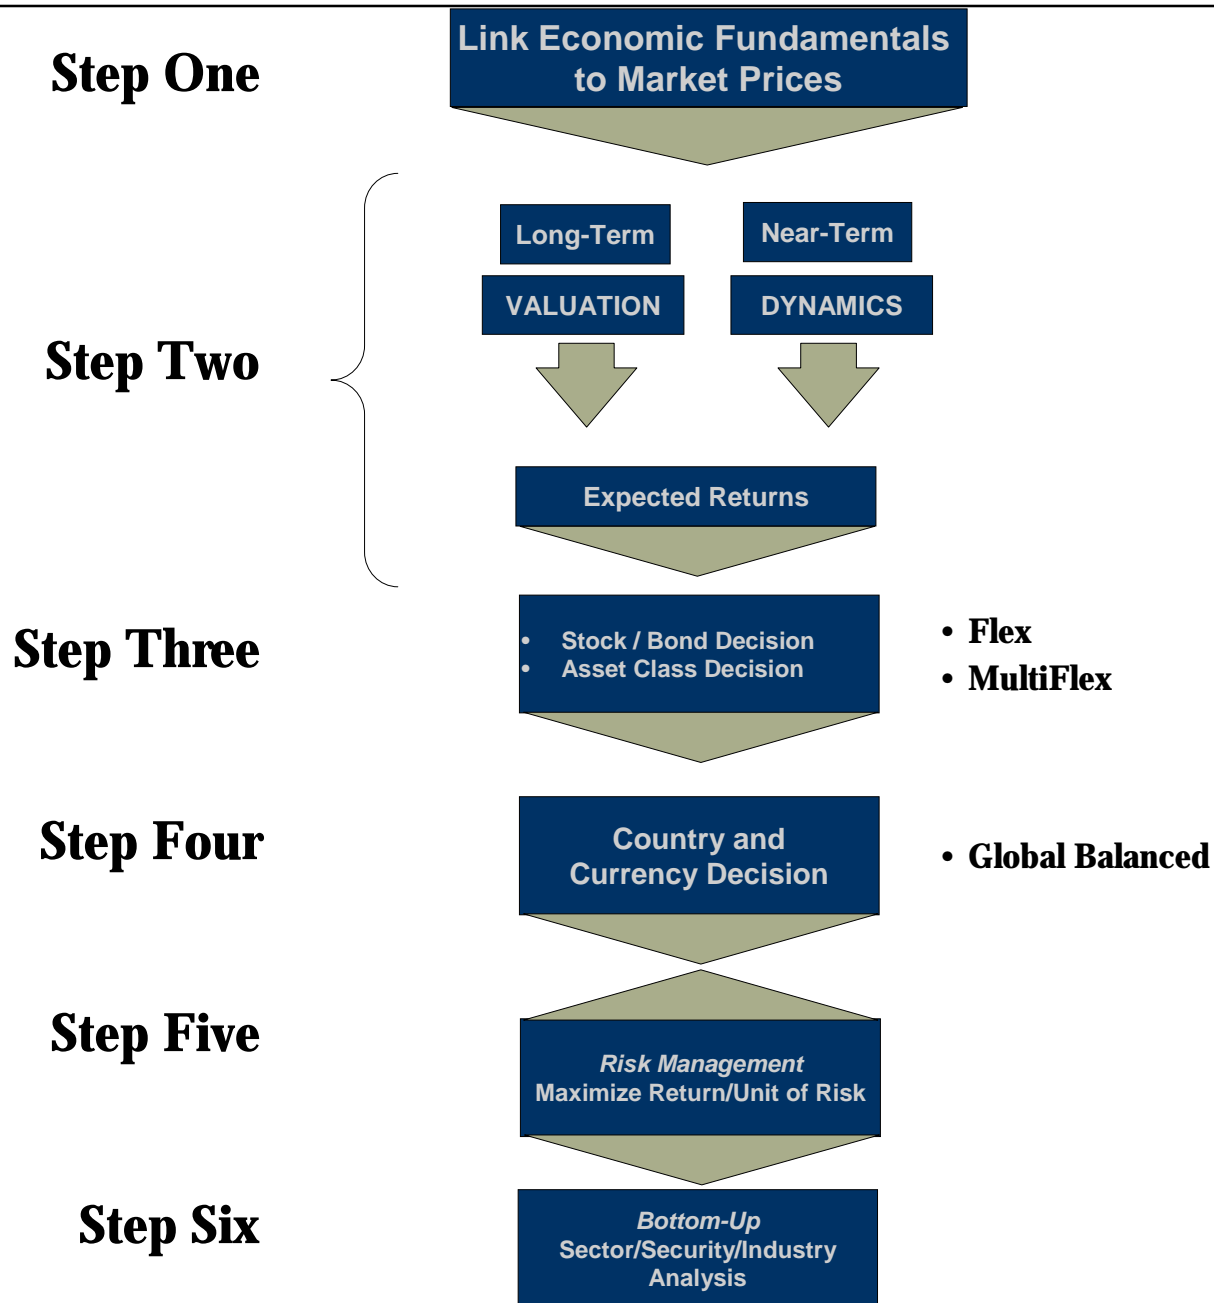 Step One
Link Economic Fundamentals
to Market Prices
Long-Term
Near-Term
VALUATION
DYNAMICS
Step Two
Expected Returns
Step Three
• Stock / Bond Decision
• Asset Class Decision
• Flex
• MultiFlex
Step Four
Country and
Currency Decision
• Global Balanced
Step Five
Risk Management
Maximize Return/Unit of Risk
Step Six
Bottom-Up
Sector/Security/Industry
Analysis